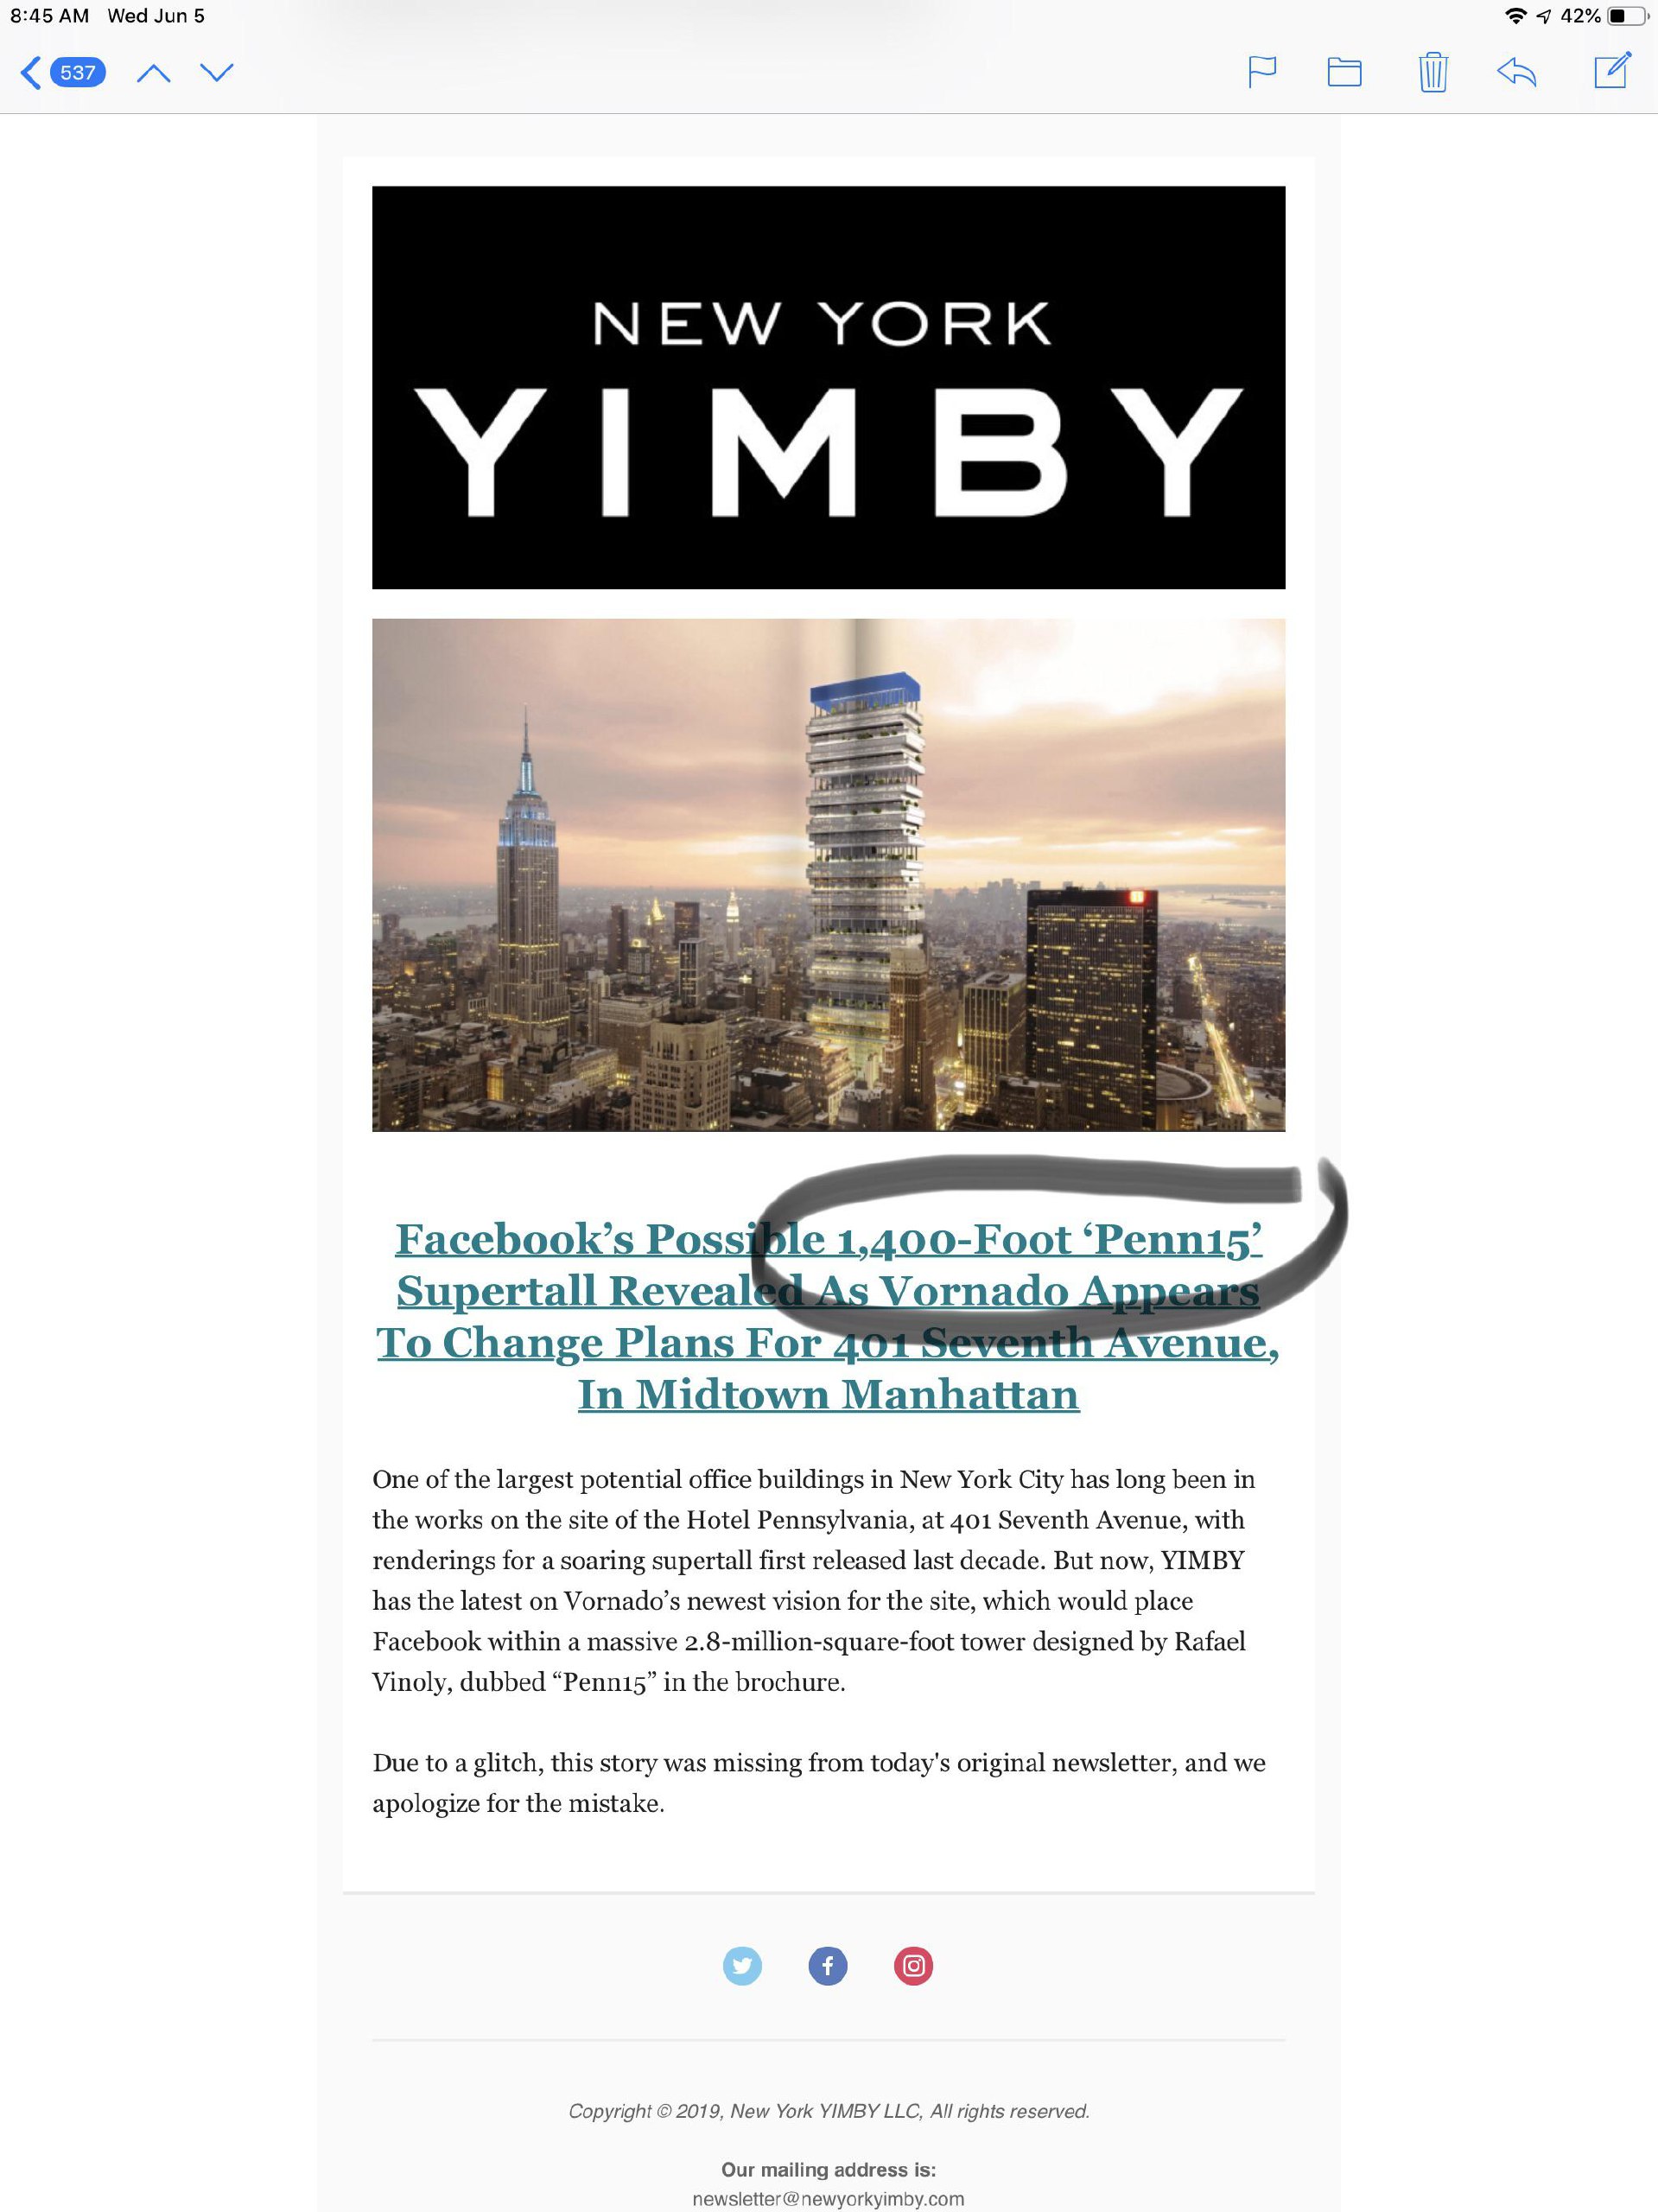 8:45 AM Wed Jun 5
42%
537
NEW YORK
YIMBY
Facebook’s Possible 1,400-Foot ‘Penn15’
Supertall Revealed As Vornado Appears
To Change Plans For 401 Seventh Avenue,
In Midtown Manhattan
One of the largest potential office buildings in New York City has long been in
the works on the site of the Hotel Pennsylvania, at 401 Seventh Avenue, with
renderings for a soaring supertall first released last decade. But now, YIMBY
has the latest on Vornado’s newest vision for the site, which would place
Facebook within a massive 2.8-million-square-foot tower designed by Rafael
Vinoly, dubbed “Penn15” in the brochure.
Due to a glitch, this story was missing from today's original newsletter, and we
apologize for the mistake.
Copyright © 2019, New York YIMBY LLC, All rights reserved.
Our mailing address is:
newsletter@newyorkyimby.com